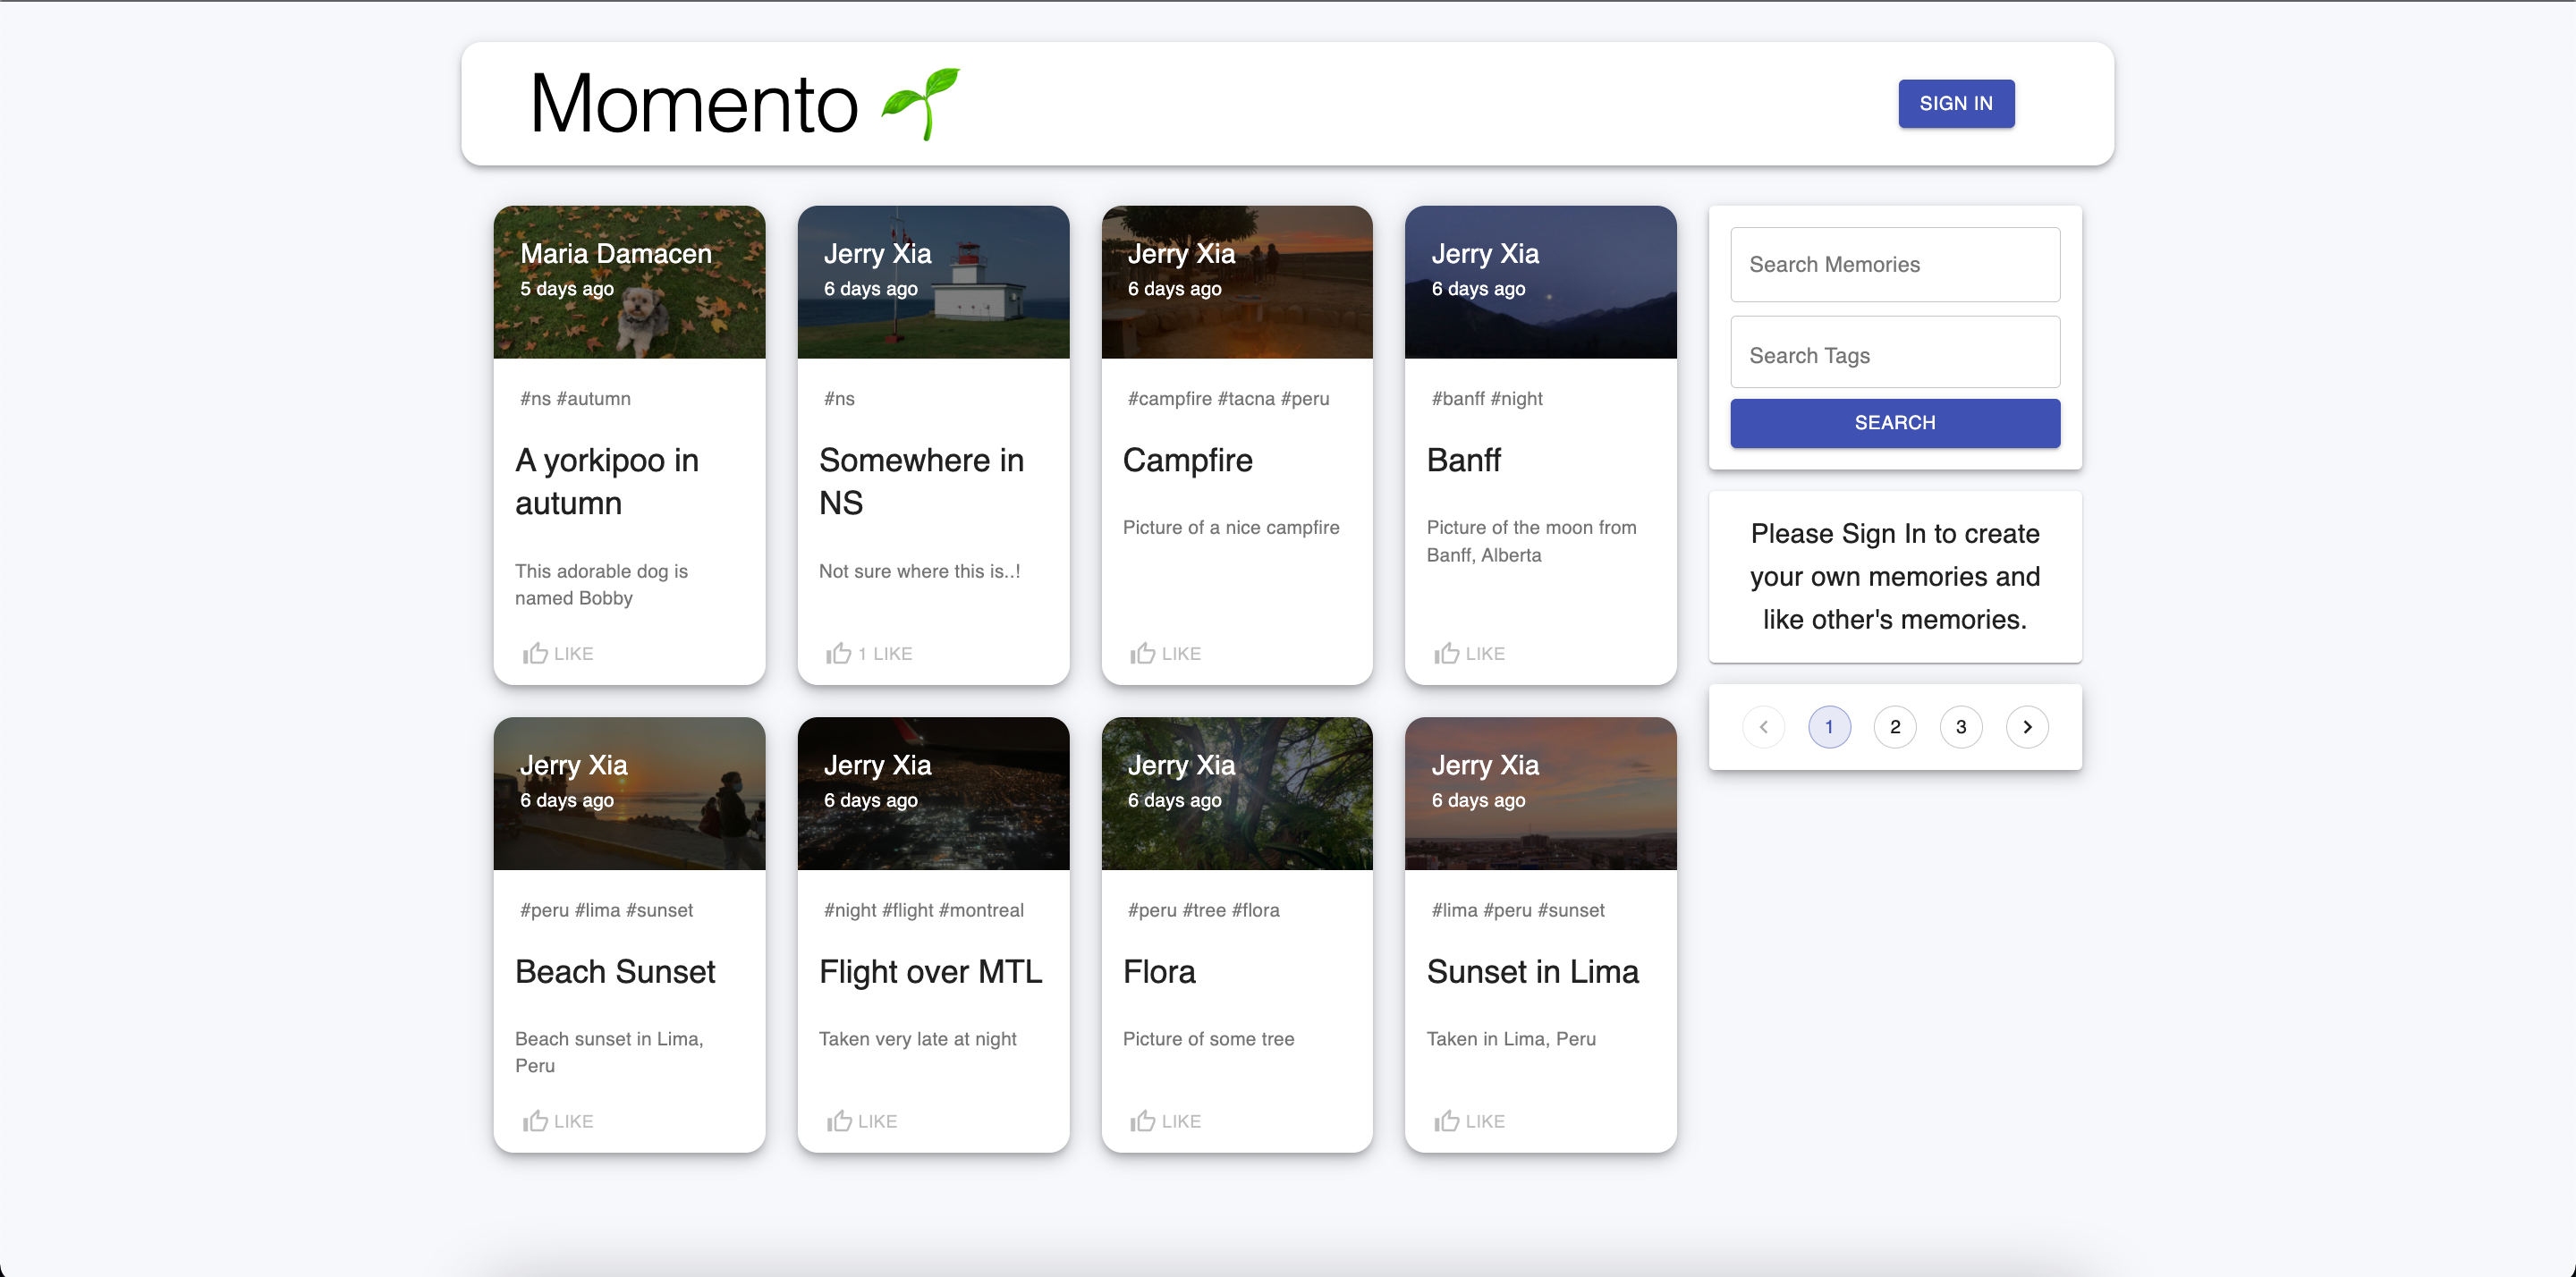 Momento
SIGN IN
Maria Damacen
5 days ago
#ns #autumn
A yorkipoo in
autumn
This adorable dog is
named Bobby
LIKE
Jerry Xia
6 days ago
#ns
Somewhere in
NS
Not sure where this is..!
1 LIKE
Jerry Xia
6 days ago
#campfire #tacna #peru
Campfire
Picture of a nice campfire
LIKE
Jerry Xia
6 days ago
#banff #night
Banff
Picture of the moon from
Banff, Alberta
LIKE
Jerry Xia
6 days ago
#peru #lima #sunset
Beach Sunset
Beach sunset in Lima,
Peru
LIKE
Jerry Xia
6 days ago
#night #flight #montreal
Flight over MTL
Taken very late at night
LIKE
Jerry Xia
6 days ago
#peru #tree #flora
Flora
Picture of some tree
LIKE
Jerry Xia
6 days ago
#lima #peru #sunset
Sunset in Lima
Taken in Lima, Peru
LIKE
Search Memories
Search Tags
SEARCH
Please Sign In to create
your own memories and
like other's memories.
1 2 3